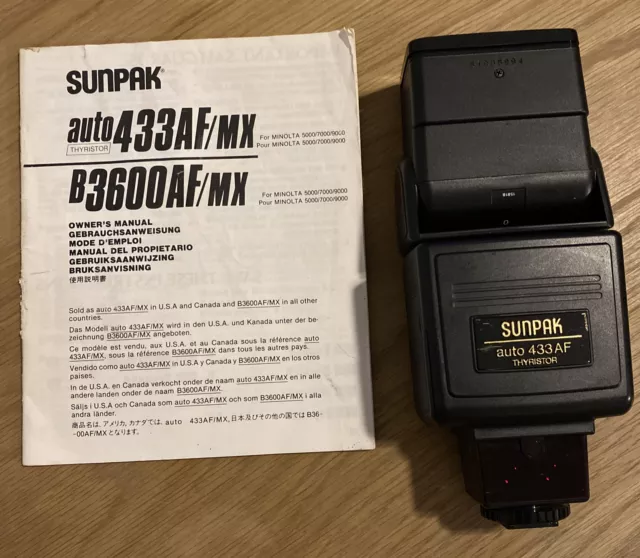 SUNPAK®
auto 433AF/MX
THYRISTOR
For MINOLTA 5000/7000/9000
Pour MINOLTA 5000/7000/9000
B3600AF/MX
For MINOLTA 5000/7000/9000
Pour MINOLTA 5000/7000/9000
OWNER'S MANUAL
GEBRAUCHSANWEISUNG
MODE D'EMPLOI
MANUAL DEL PROPIETARIO
GEBRUIKSAANWIJZING
BRUKSANVISNING
使用説明書
Sold as auto 433AF/MX in U.S.A and Canada and B3600AF/MX in all other
countries.
Das Modell auto 433AF/MX wird in den U.S.A. und Kanada unter der be-
zeichnung B3600AF/MX angeboten.
Ce modèle est vendu, aux U.S.A. et au Canada sous la référence auto
433AF/MX, sous la référence B3600AF/MX dans tous les autres pays.
Vendido como auto 433AF/MX in U.S.A y Canada y B3600AF/MX en los otros
paises.
In de U.S.A. en Canada verkocht onder de naam auto 433AF/MX en in alle
andere landen onder de naam B3600AF/MX.
Säljs i U.S.A och Canada som auto 433AF/MX och som B3600AF/MX i alla
andra länder.
商品名は、アメリカ、カナダでは、auto 433AF/MX,日本及びその他の国では B36-
00AF/MX となります。
SUNPAK
auto 433AF
THYRISTOR